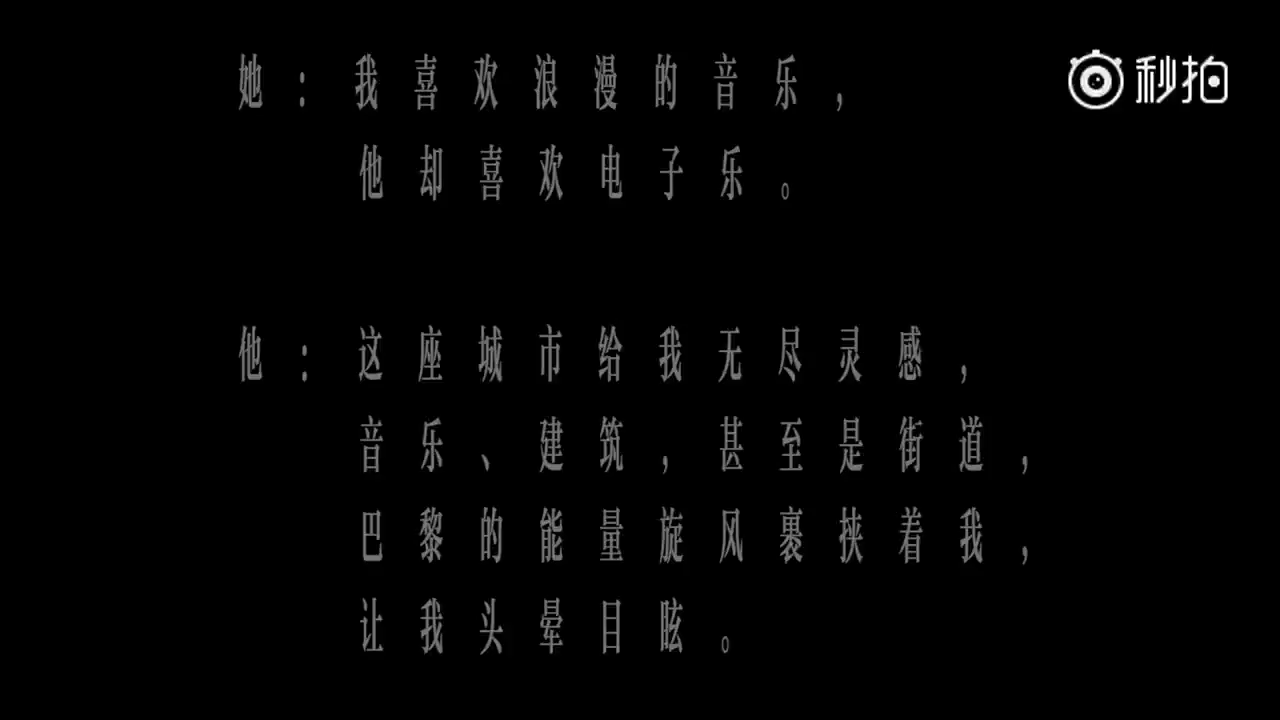 她：我喜欢浪漫的音乐，
秒拍
他却喜欢电子乐。
他：这座城市给我无尽灵感，
音乐、建筑，甚至是街道，
巴黎的能量旋风裹挟着我，
让我头晕目眩。